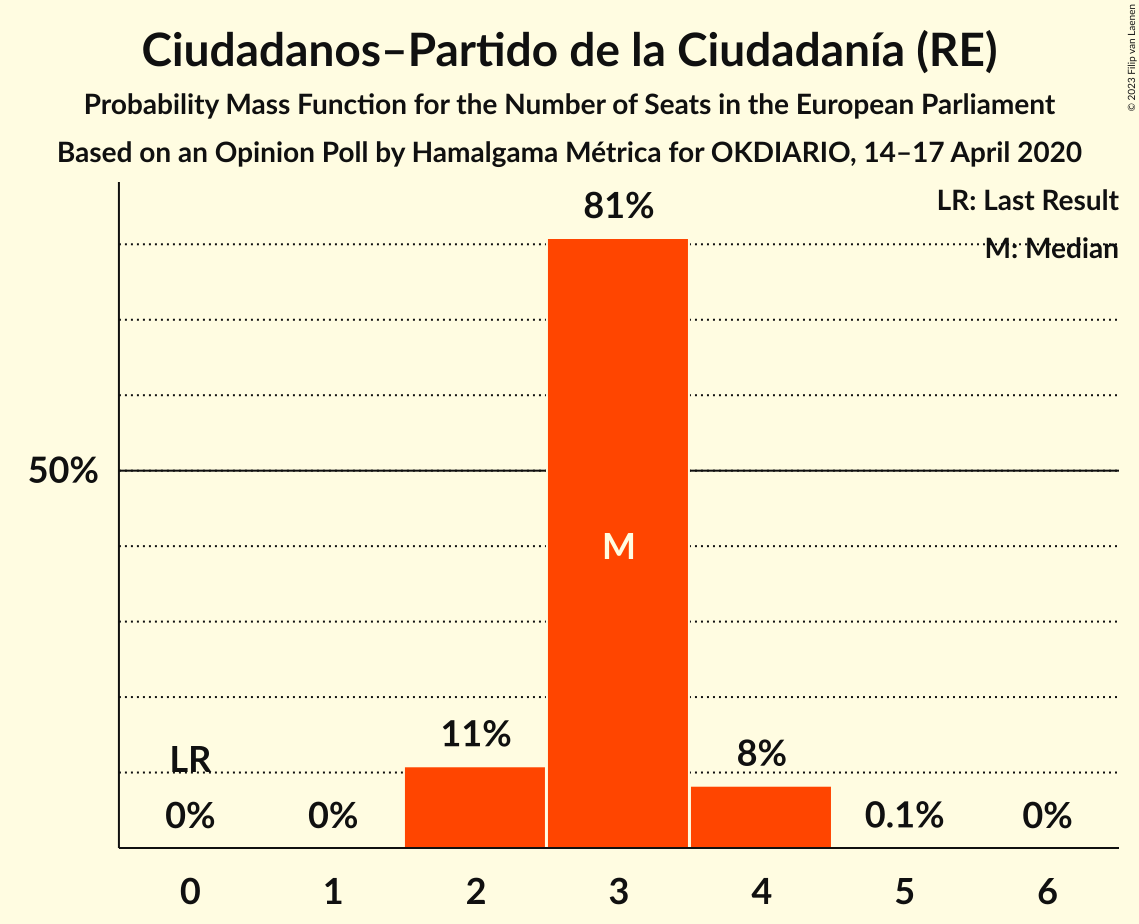 Ciudadanos–Partido de la Ciudadanía (RE)
Probability Mass Function for the Number of Seats in the European Parliament
Based on an Opinion Poll by Hamalgama Métrica for OKDIARIO, 14–17 April 2020
© 2023 Filip van Laenen
LR: Last Result
M: Median
81%
50%
M
11%
8%
LR
0%
0%
0.1%
0%
0 1 2 3 4 5 6